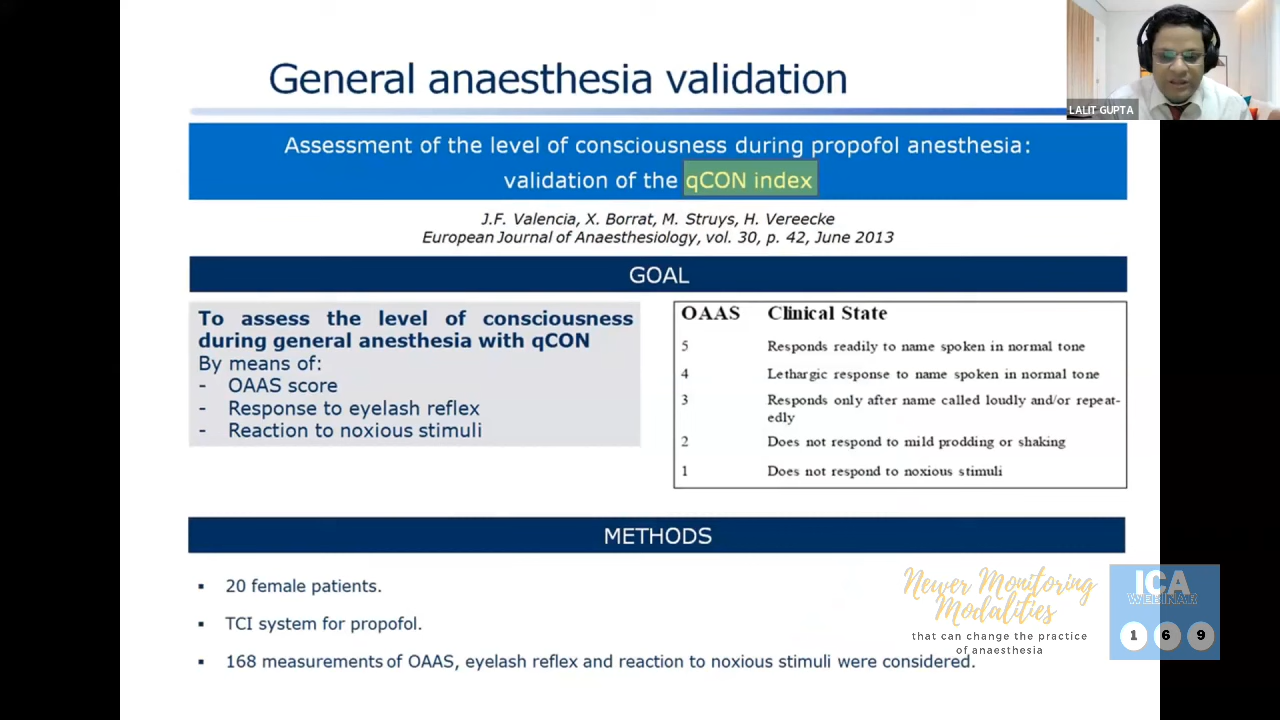 General anaesthesia validation
LALIT GUPTA
Assessment of the level of consciousness during propofol anesthesia:
validation of the qCON index
J.F. Valencia, X. Borrat, M. Struys, H. Vereecke
European Journal of Anaesthesiology, vol. 30, p. 42, June 2013
GOAL
To assess the level of consciousness
during general anesthesia with qCON
By means of:
- OAAS score
- Response to eyelash reflex
- Reaction to noxious stimuli
OAAS Clinical State
5 Responds readily to name spoken in normal tone
4 Lethargic response to name spoken in normal tone
3 Responds only after name called loudly and/or repeat-
edly
2 Does not respond to mild prodding or shaking
1 Does not respond to noxious stimuli
METHODS
▪ 20 female patients.
▪ TCI system for propofol.
▪ 168 measurements of OAAS, eyelash reflex and reaction to noxious stimuli were considered.
Newer Monitoring
Modalities
that can change the practice
of anaesthesia
ICA
WEBINAR
1 6 9